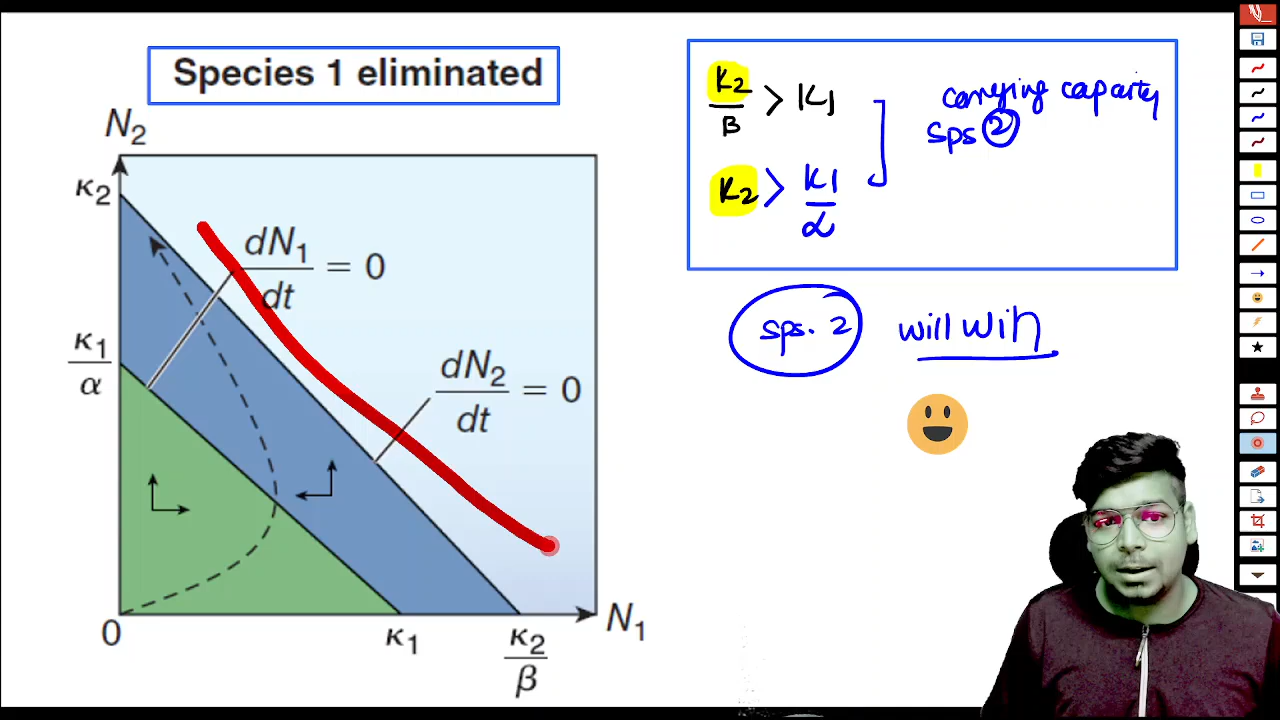 Species 1 eliminated
N₂
κ₂
dN₁/dt = 0
κ₁/α
dN₂/dt = 0
0
κ₁
κ₂/β
N₁
K₂/β > K₁
K₂ > K₁/α
carrying capacity
sps ②
sps. 2 will win